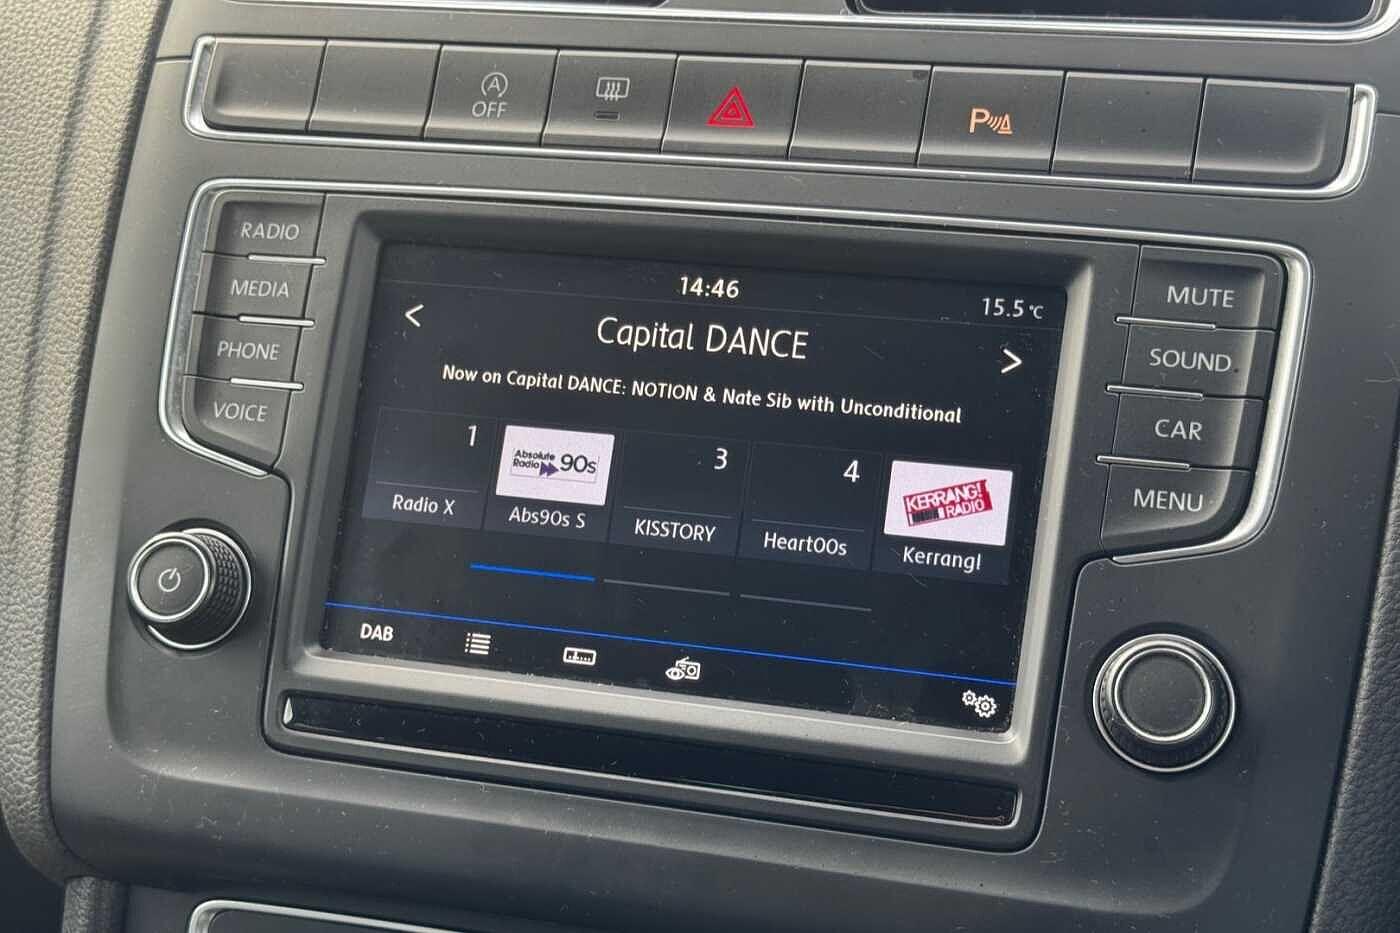 A
OFF
P
RADIO
MEDIA
PHONE
VOICE
14:46
15.5°C
<
Capital DANCE
>
Now on Capital DANCE: NOTION & Nate Sib with Unconditional
1
Radio X
Absolute
Radio 90s
Abs90s S
3
KISSTORY
4
Heart00s
KERRANG!
RADIO
Kerrang!
DAB
MUTE
SOUND
CAR
MENU